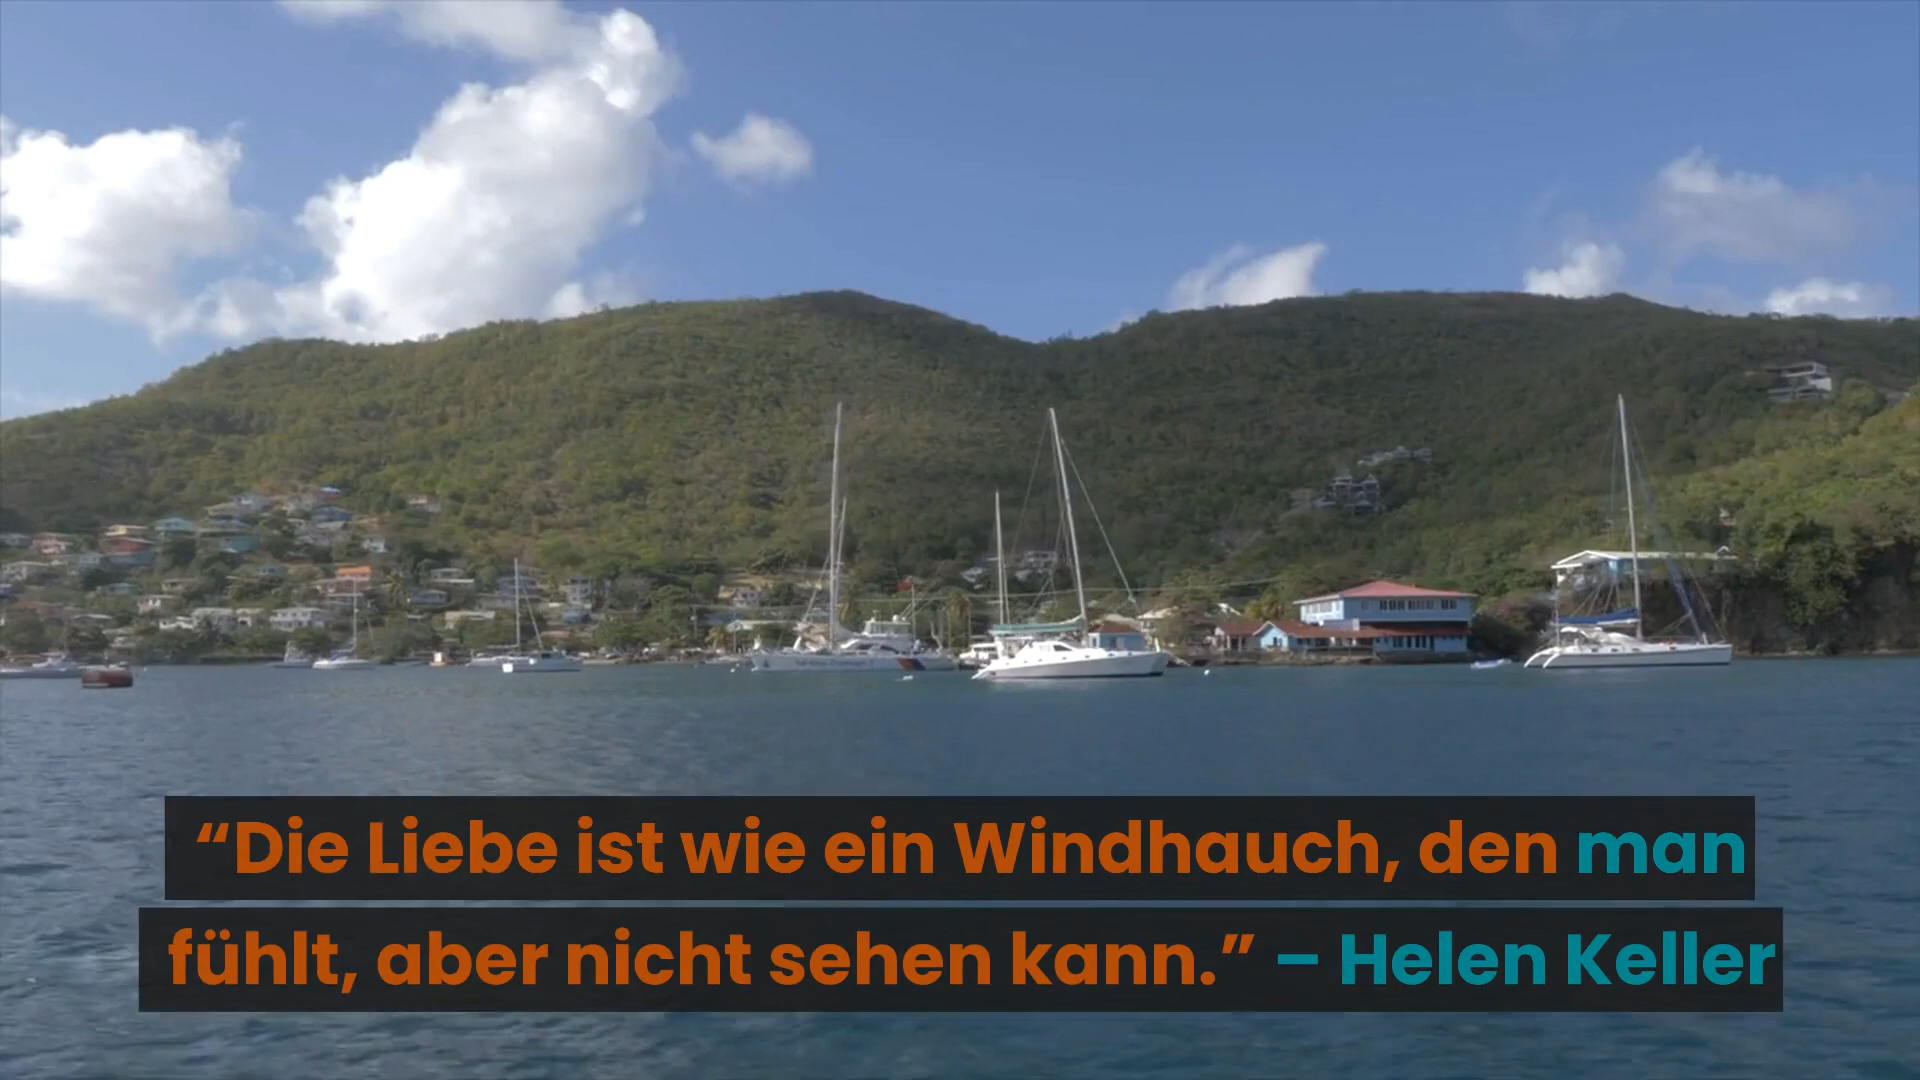 “Die Liebe ist wie ein Windhauch, den man
fühlt, aber nicht sehen kann.” – Helen Keller